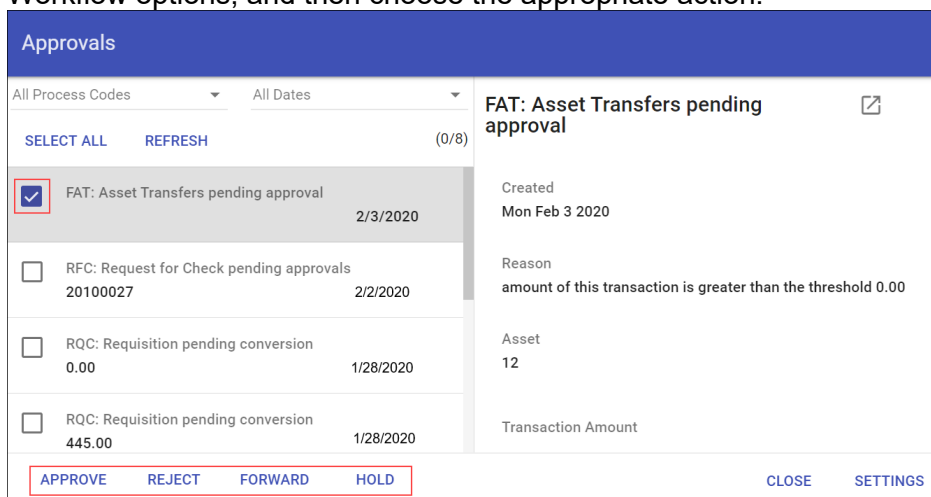 Workflow options, and then choose the appropriate action.
Approvals
All Process Codes All Dates
SELECT ALL REFRESH (0/8)
FAT: Asset Transfers pending approval
2/3/2020
RFC: Request for Check pending approvals
20100027 2/2/2020
RQC: Requisition pending conversion
0.00 1/28/2020
RQC: Requisition pending conversion
445.00 1/28/2020
FAT: Asset Transfers pending
approval
Created
Mon Feb 3 2020
Reason
amount of this transaction is greater than the threshold 0.00
Asset
12
Transaction Amount
APPROVE REJECT FORWARD HOLD CLOSE SETTINGS